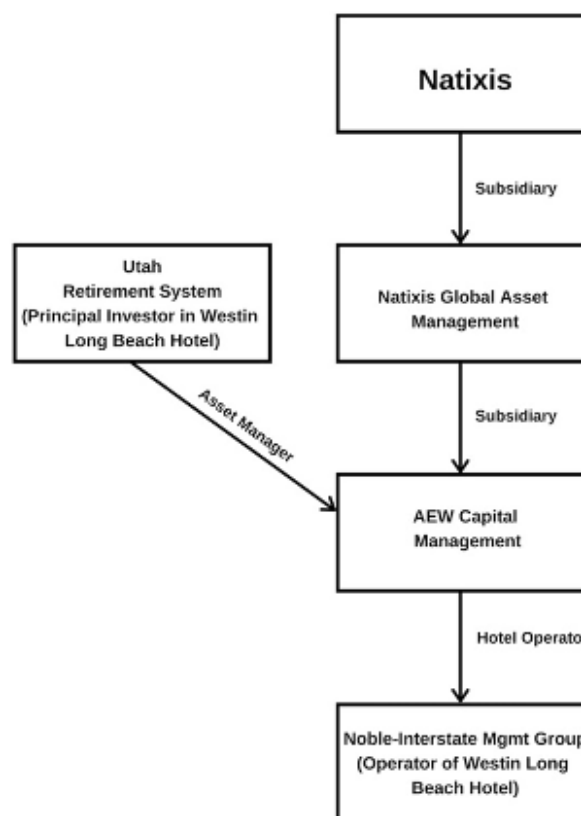 Natixis
Subsidiary
Utah
Retirement System
(Principal Investor in Westin
Long Beach Hotel)
Natixis Global Asset
Management
Asset Manager
Subsidiary
AEW Capital
Management
Hotel Operato
Noble-Interstate Mgmt Group
(Operator of Westin Long
Beach Hotel)